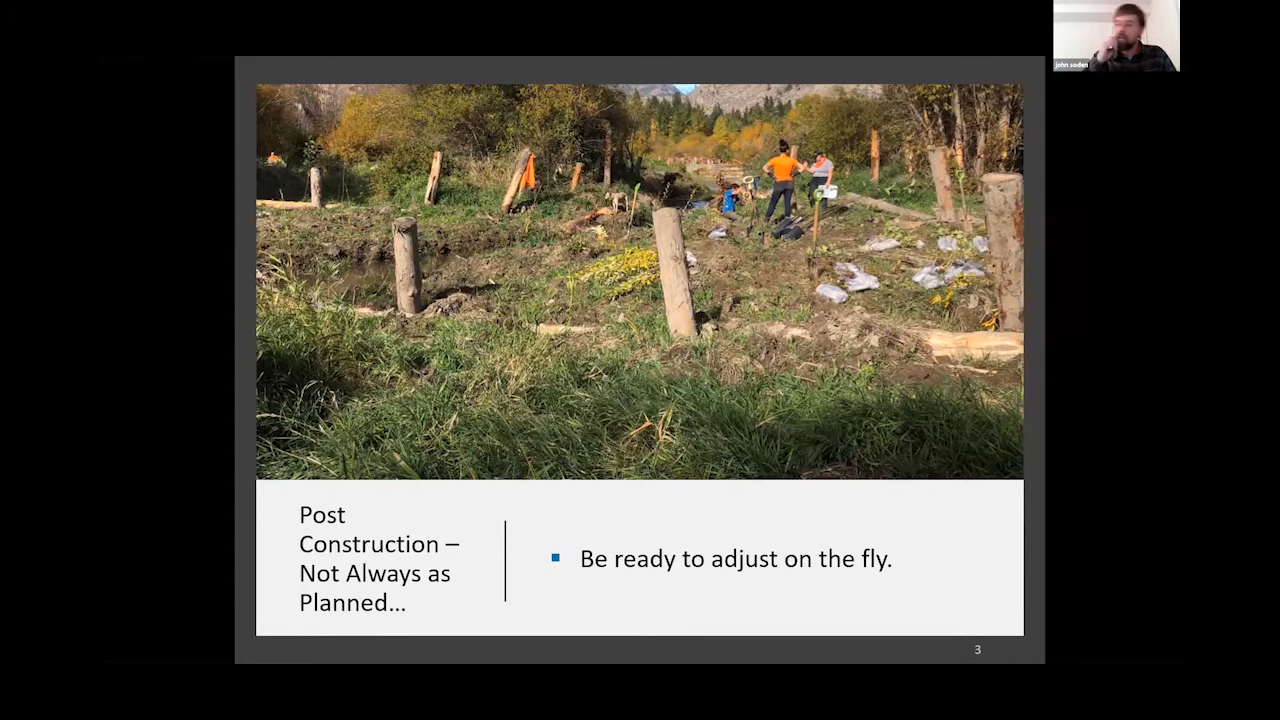 john soden
Post
Construction –
Not Always as
Planned…
Be ready to adjust on the fly.
3